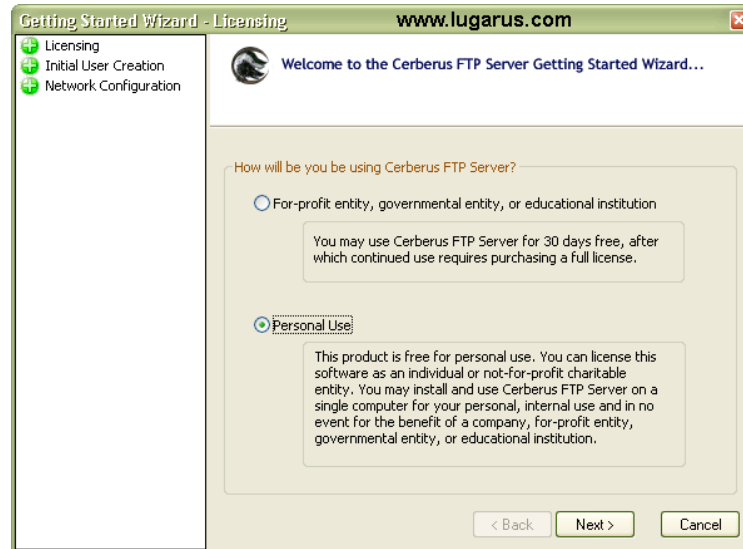 Getting Started Wizard - Licensing
www.lugarus.com
Licensing
Initial User Creation
Network Configuration
Welcome to the Cerberus FTP Server Getting Started Wizard...
How will be you be using Cerberus FTP Server?
For-profit entity, governmental entity, or educational institution
You may use Cerberus FTP Server for 30 days free, after
which continued use requires purchasing a full license.
Personal Use
This product is free for personal use. You can license this
software as an individual or not-for-profit charitable
entity. You may install and use Cerberus FTP Server on a
single computer for your personal, internal use and in no
event for the benefit of a company, for-profit entity,
governmental entity, or educational institution.
< Back
Next >
Cancel